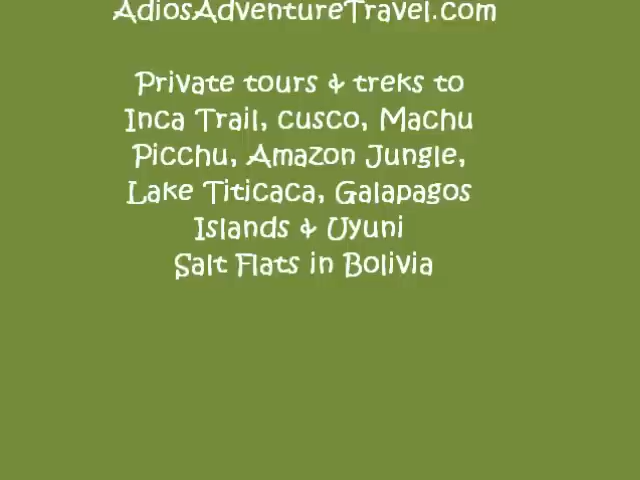 AdiosAdventureTravel.com
Private tours & treks to
Inca Trail, cusco, Machu
Picchu, Amazon Jungle,
Lake Titicaca, Galapagos
Islands & Uyuni
Salt Flats in Bolivia